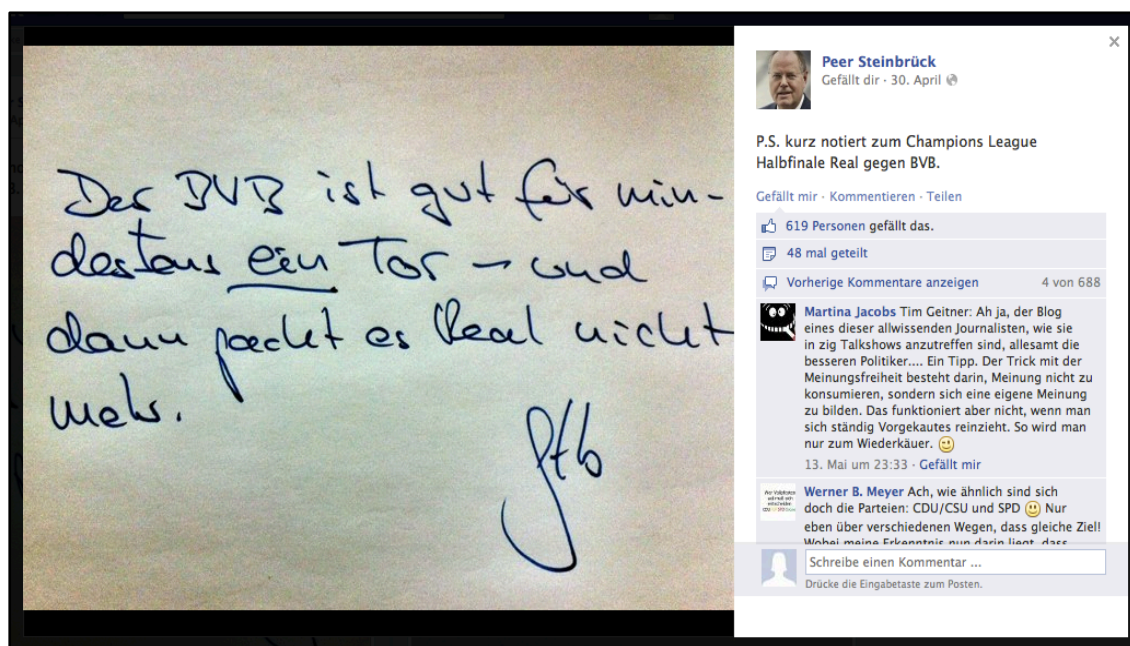 Der BVB ist gut für min-
destens ein Tor – und
dann packt es Real nicht
mehr.
Peer Steinbrück
Gefällt dir · 30. April
P.S. kurz notiert zum Champions League
Halbfinale Real gegen BVB.
Gefällt mir · Kommentieren · Teilen
619 Personen gefällt das.
48 mal geteilt
Vorherige Kommentare anzeigen 4 von 688
Martina Jacobs Tim Geitner: Ah ja, der Blog
eines dieser allwissenden Journalisten, wie sie
in zig Talkshows anzutreffen sind, allesamt die
besseren Politiker.... Ein Tipp. Der Trick mit der
Meinungsfreiheit besteht darin, Meinung nicht zu
konsumieren, sondern sich eine eigene Meinung
zu bilden. Das funktioniert aber nicht, wenn man
sich ständig Vorgekautes reinzieht. So wird man
nur zum Wiederkäuer.
13. Mai um 23:33 · Gefällt mir
Werner B. Meyer Ach, wie ähnlich sind sich
doch die Parteien: CDU/CSU und SPD Nur
eben über verschiedenen Wegen, dass gleiche Ziel!
Wobei meine Erkenntnis nun darin liegt, dass
Schreibe einen Kommentar ...
Drücke die Eingabetaste zum Posten.